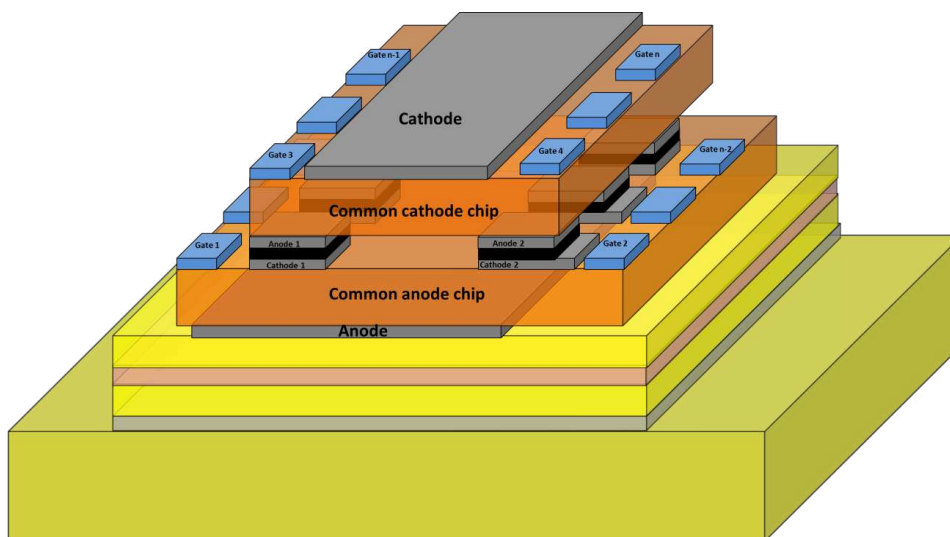 Gate n-1
Gate n
Cathode
Gate 3
Gate 4
Gate n-2
Common cathode chip
Gate 1
Anode 1
Anode 2
Gate 2
Cathode 1
Cathode 2
Common anode chip
Anode